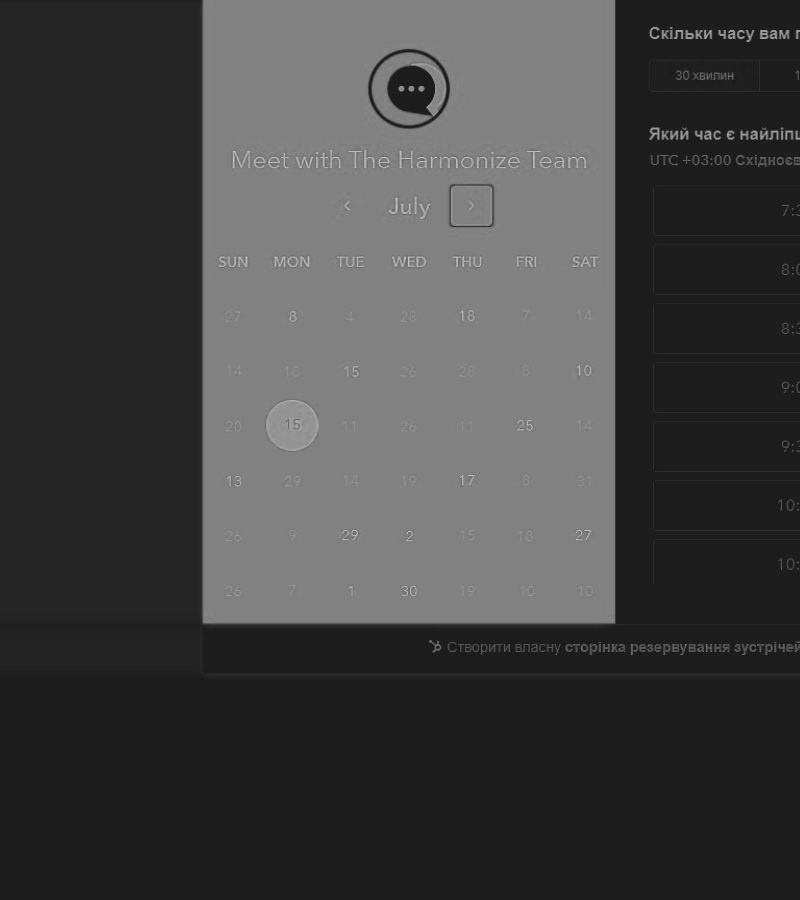 Meet with The Harmonize Team
July
SUN MON TUE WED THU FRI SAT
27 8 4 28 18 7 14
14 18 15 26 28 8 10
20 15 11 26 11 25 14
13 29 14 19 17 8 31
26 9 29 2 15 18 27
26 7 1 30 19 10 10
Скільки часу вам
30 хвилин 1
Який час є найліпш
UTC +03:00 Східноєв
7:3
8:0
8:3
9:0
9:3
10:
10:
Створити власну сторінка резервування зустрічей